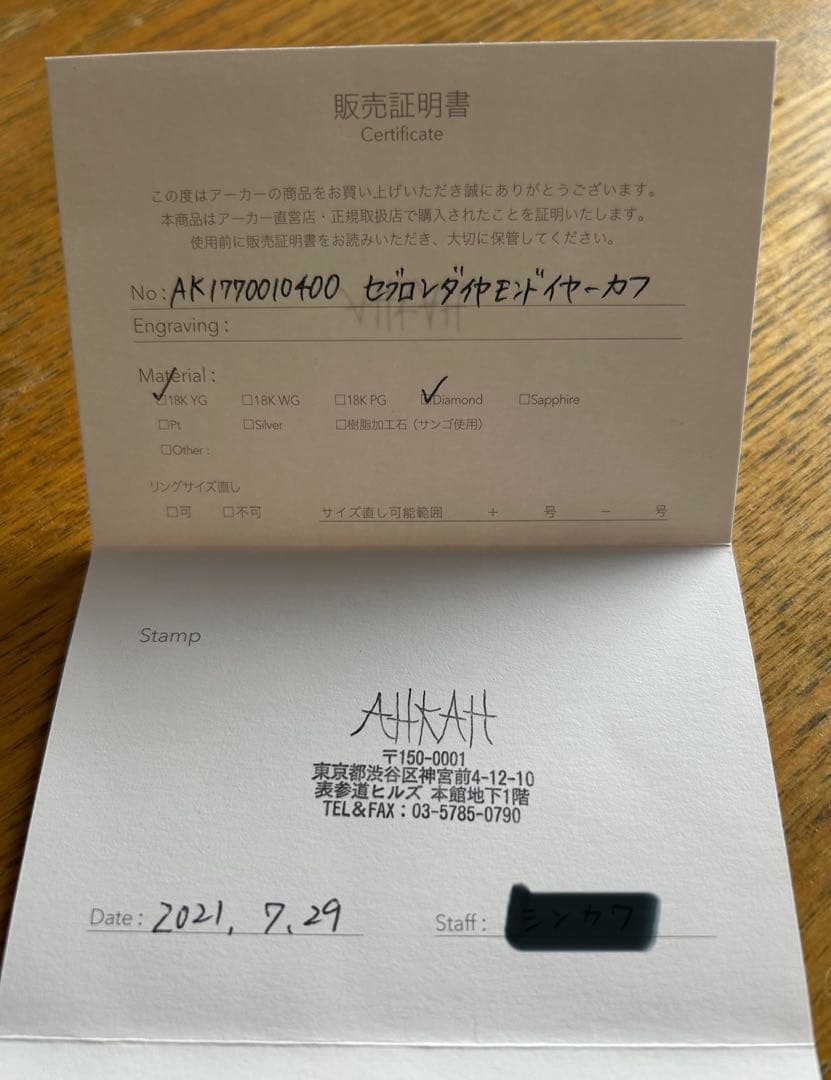 販売証明書
Certificate
この度はアーカーの商品をお買い上げいただき誠にありがとうございます。
本商品はアーカー直営店・正規取扱店で購入されたことを証明いたします。
使用前に販売証明書をお読みいただき、大切に保管してください。
No : AK1770010400 セブロンダイヤモンドイヤーカフ
Engraving :
Material :
☑18K YG ☐18K WG ☐18K PG ☑Diamond ☐Sapphire
☐Pt ☐Silver ☐樹脂加工石（サンゴ使用）
☐Other :
リングサイズ直し
☐可 ☐不可 サイズ直し可能範囲 + 号 − 号
Stamp
AHKAH
〒150-0001
東京都渋谷区神宮前4-12-10
表参道ヒルズ 本館地下1階
TEL&FAX：03-5785-0790
Date : 2021. 7. 29 Staff :